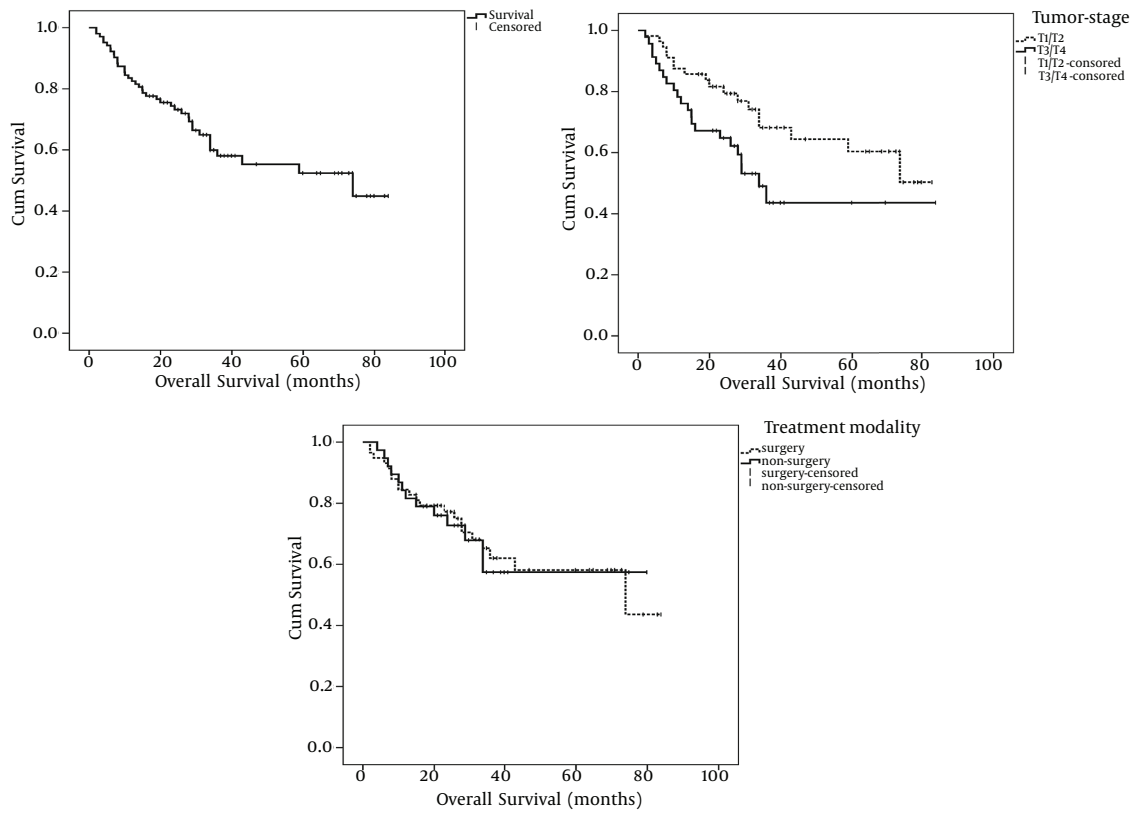 Survival
Censored
1.0
0.8
0.6
0.4
0.2
0.0
Cum Survival
0 20 40 60 80 100
Overall Survival (months)
Tumor-stage
T1/T2
T3/T4
T1/T2-consored
T3/T4-consored
1.0
0.8
0.6
0.4
0.2
0.0
Cum Survival
0 20 40 60 80 100
Overall Survival (months)
Treatment modality
surgery
non-surgery
surgery-censored
non-surgery-censored
1.0
0.8
0.6
0.4
0.2
0.0
Cum Survival
0 20 40 60 80 100
Overall Survival (months)